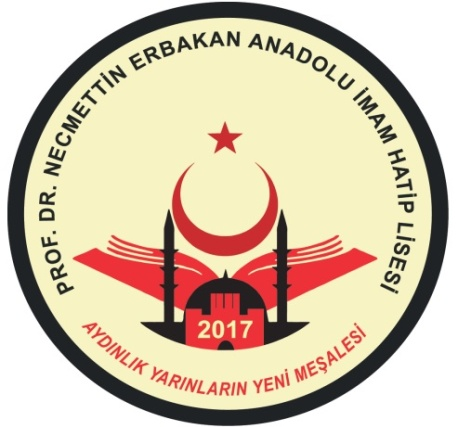 PROF. DR. NECMETTİN ERBAKAN ANADOLU İMAM HATİP LİSESİ
2017
AYDINLIK YARINLARIN YENİ MEŞALESİ